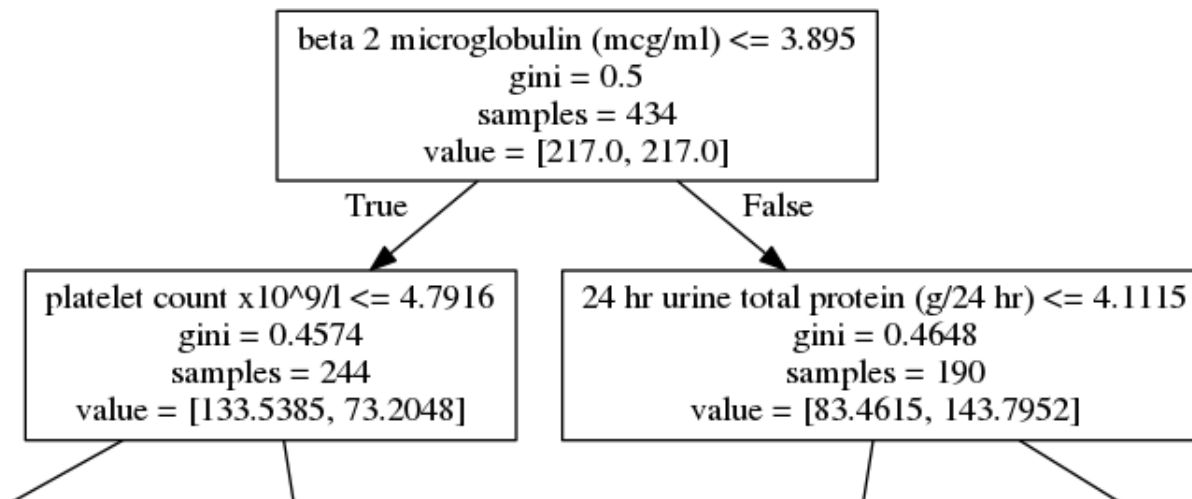 beta 2 microglobulin (mcg/ml) <= 3.895
gini = 0.5
samples = 434
value = [217.0, 217.0]
True
False
platelet count x10^9/l <= 4.7916
gini = 0.4574
samples = 244
value = [133.5385, 73.2048]
24 hr urine total protein (g/24 hr) <= 4.1115
gini = 0.4648
samples = 190
value = [83.4615, 143.7952]